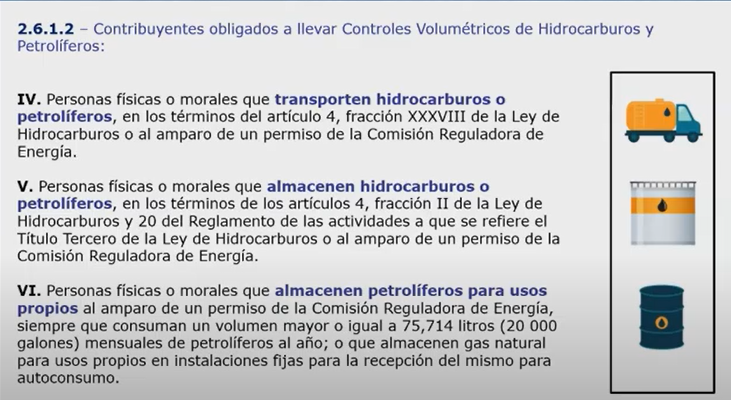 2.6.1.2 – Contribuyentes obligados a llevar Controles Volumétricos de Hidrocarburos y
Petrolíferos:
IV. Personas físicas o morales que transporten hidrocarburos o
petrolíferos, en los términos del artículo 4, fracción XXXVIII de la Ley de
Hidrocarburos o al amparo de un permiso de la Comisión Reguladora de
Energía.
V. Personas físicas o morales que almacenen hidrocarburos o
petrolíferos, en los términos de los artículos 4, fracción II de la Ley de
Hidrocarburos y 20 del Reglamento de las actividades a que se refiere el
Título Tercero de la Ley de Hidrocarburos o al amparo de un permiso de la
Comisión Reguladora de Energía.
VI. Personas físicas o morales que almacenen petrolíferos para usos
propios al amparo de un permiso de la Comisión Reguladora de Energía,
siempre que consuman un volumen mayor o igual a 75,714 litros (20 000
galones) mensuales de petrolíferos al año; o que almacenen gas natural
para usos propios en instalaciones fijas para la recepción del mismo para
autoconsumo.